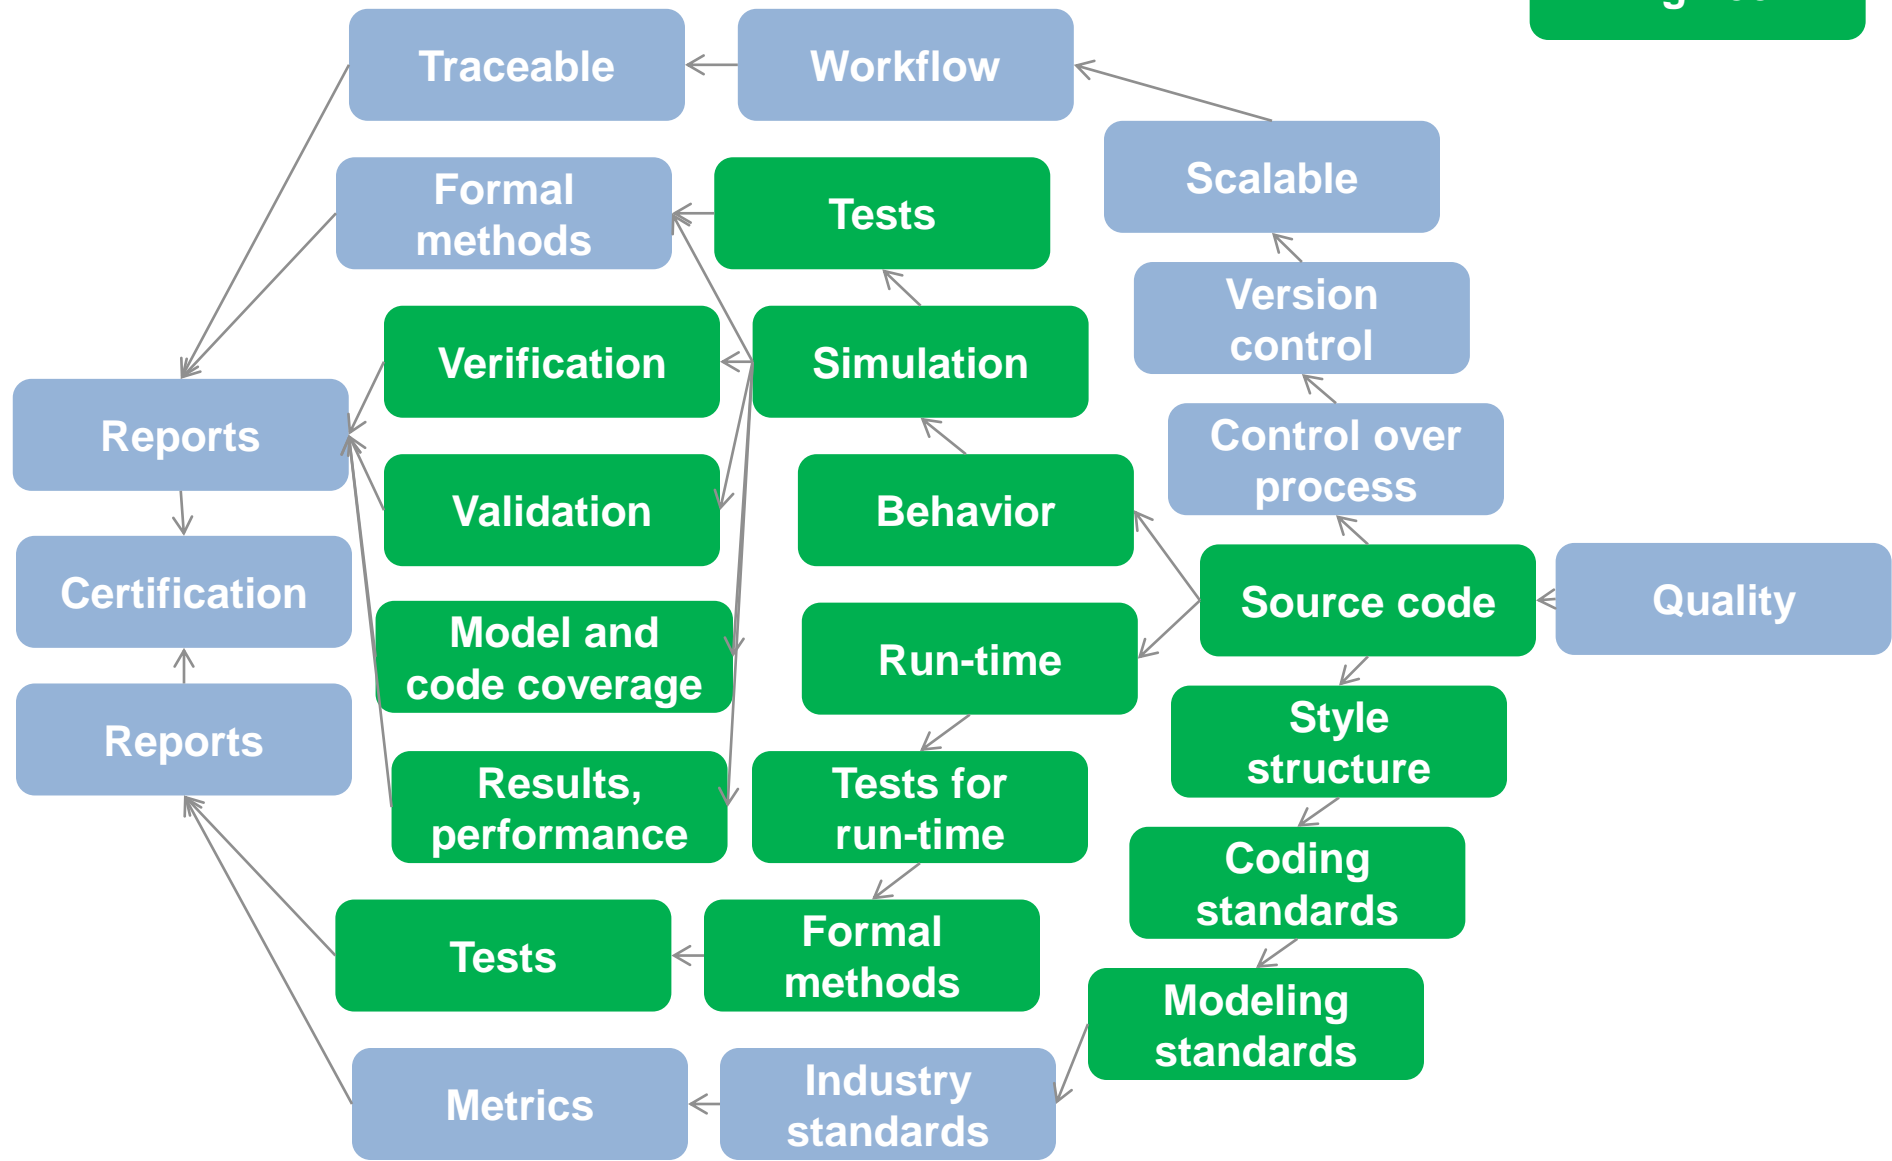 Traceable
Workflow
Scalable
Formal
methods
Tests
Version
control
Verification
Simulation
Reports
Control over
process
Validation
Behavior
Certification
Source code
Quality
Model and
code coverage
Run-time
Reports
Style
structure
Results,
performance
Tests for
run-time
Coding
standards
Tests
Formal
methods
Modeling
standards
Metrics
Industry
standards